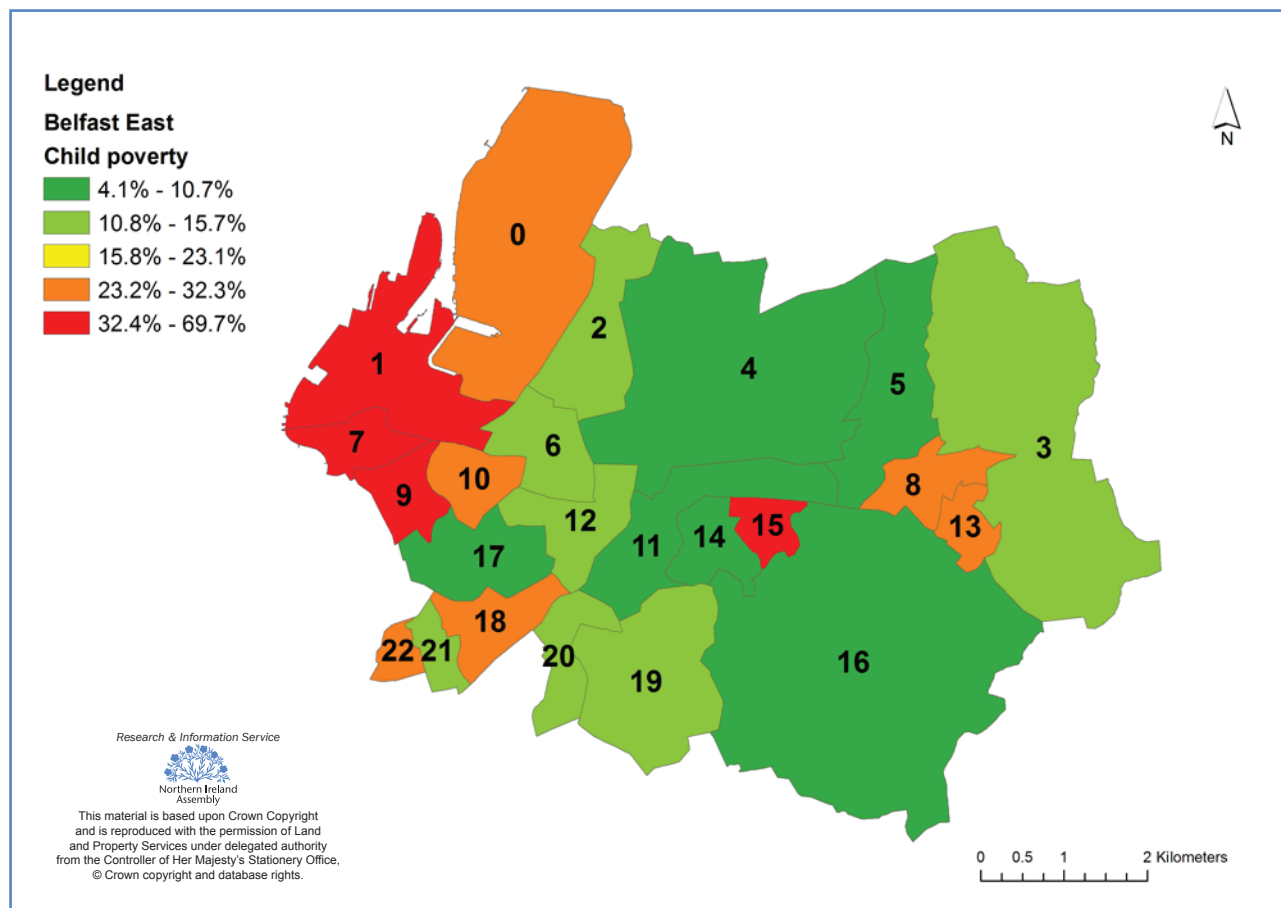 Legend
Belfast East
Child poverty
4.1% - 10.7%
10.8% - 15.7%
15.8% - 23.1%
23.2% - 32.3%
32.4% - 69.7%
N
0
1
2
3
4
5
6
7
8
9
10
11
12
13
14
15
16
17
18
19
20
21
22
Research & Information Service
Northern Ireland
Assembly
This material is based upon Crown Copyright
and is reproduced with the permission of Land
and Property Services under delegated authority
from the Controller of Her Majesty's Stationery Office,
© Crown copyright and database rights.
0 0.5 1 2 Kilometers